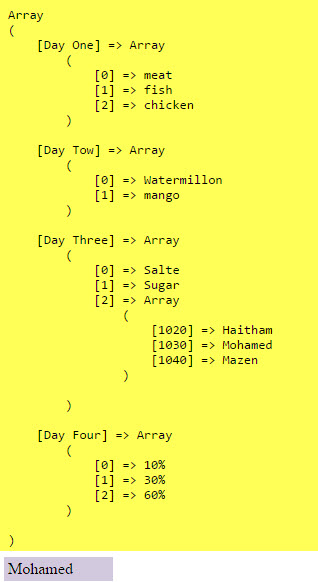 Array
(
    [Day One] => Array
        (
            [0] => meat
            [1] => fish
            [2] => chicken
        )

    [Day Tow] => Array
        (
            [0] => Watermillon
            [1] => mango
        )

    [Day Three] => Array
        (
            [0] => Salte
            [1] => Sugar
            [2] => Array
                (
                    [1020] => Haitham
                    [1030] => Mohamed
                    [1040] => Mazen
                )

        )

    [Day Four] => Array
        (
            [0] => 10%
            [1] => 30%
            [2] => 60%
        )

)
Mohamed